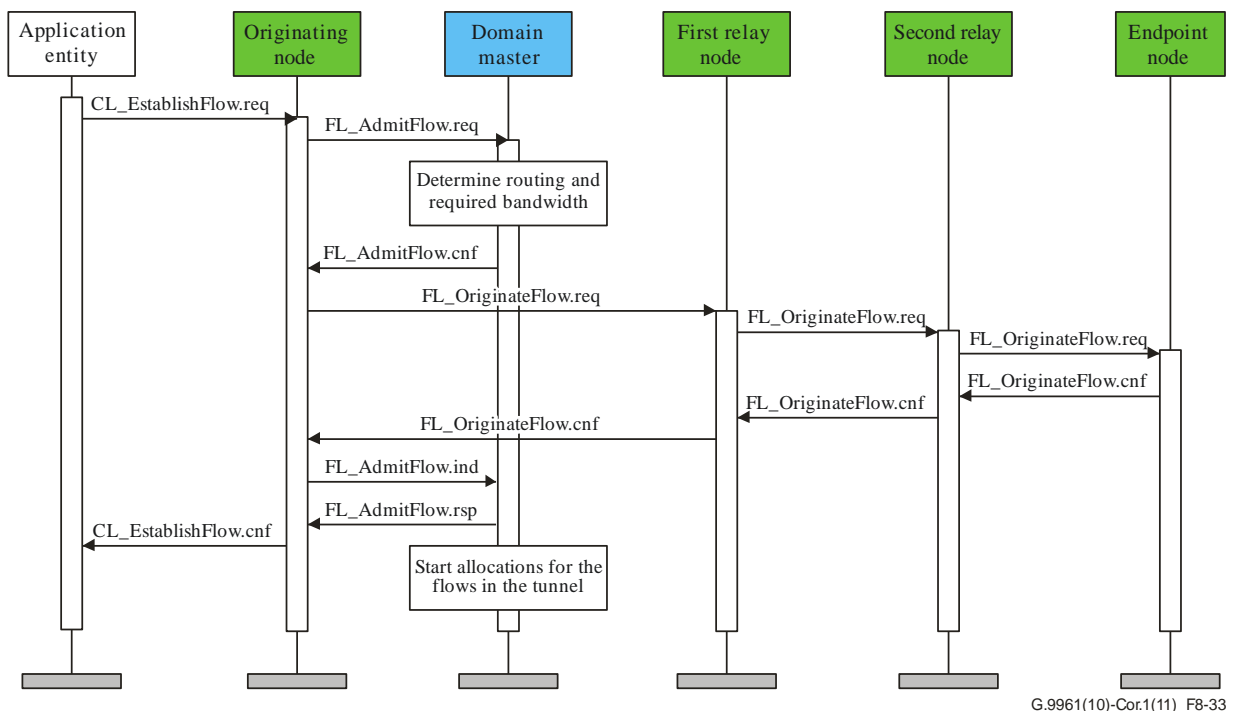 Application
entity
Originating
node
Domain
master
First relay
node
Second relay
node
Endpoint
node
CL_EstablishFlow.req
FL_AdmitFlow.req
Determine routing and
required bandwidth
FL_AdmitFlow.cnf
FL_OriginateFlow.req
FL_OriginateFlow.req
FL_OriginateFlow.req
FL_OriginateFlow.cnf
FL_OriginateFlow.cnf
FL_OriginateFlow.cnf
FL_AdmitFlow.ind
FL_AdmitFlow.rsp
CL_EstablishFlow.cnf
Start allocations for the
flows in the tunnel
G.9961(10)-Cor.1(11)_F8-33